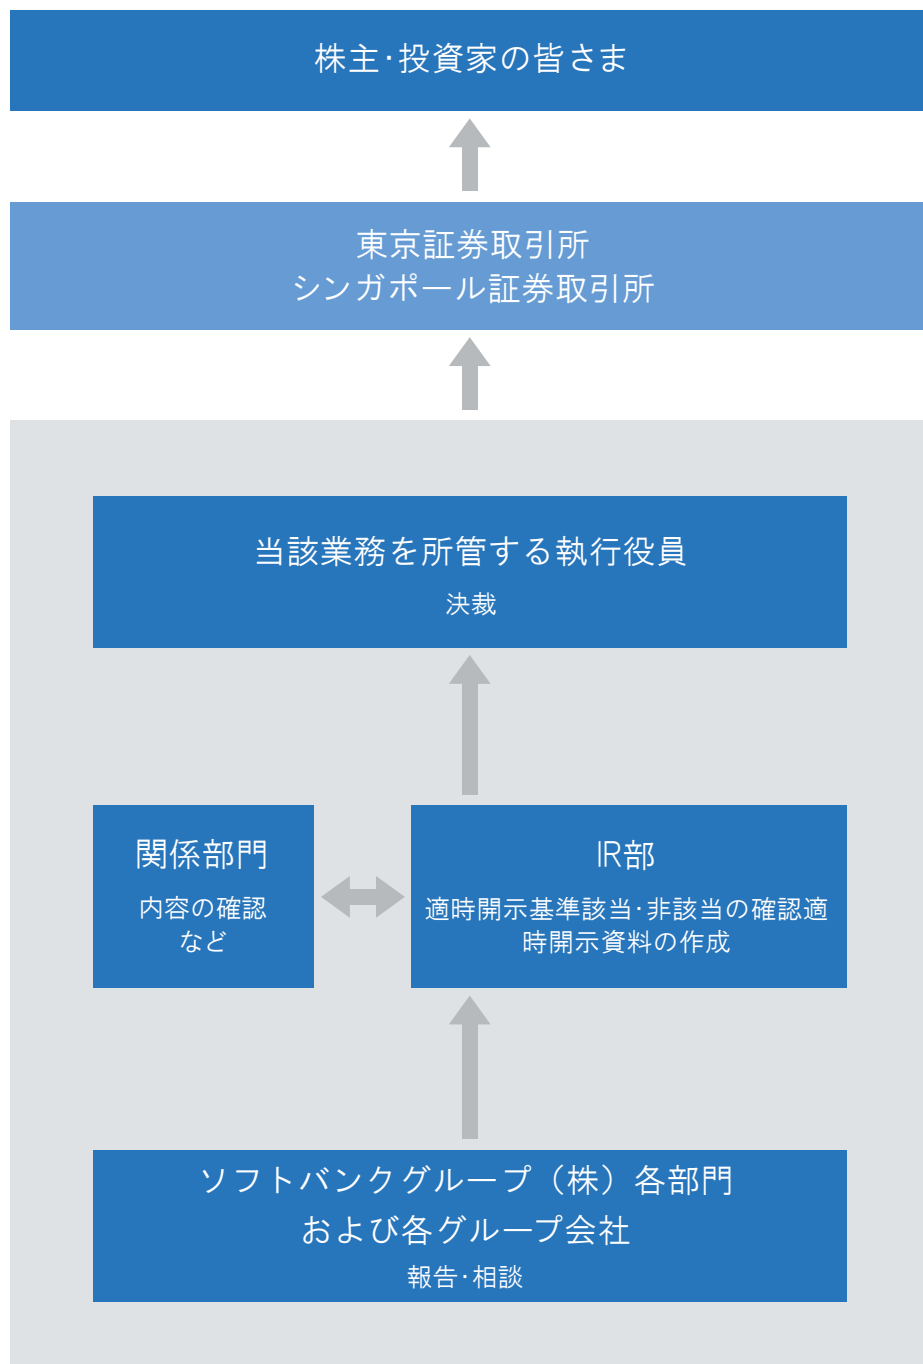 株主・投資家の皆さま
東京証券取引所
シンガポール証券取引所
当該業務を所管する執行役員
決裁
関係部門
内容の確認
など
IR部
適時開示基準該当・非該当の確認適
時開示資料の作成
ソフトバンクグループ（株）各部門
および各グループ会社
報告・相談